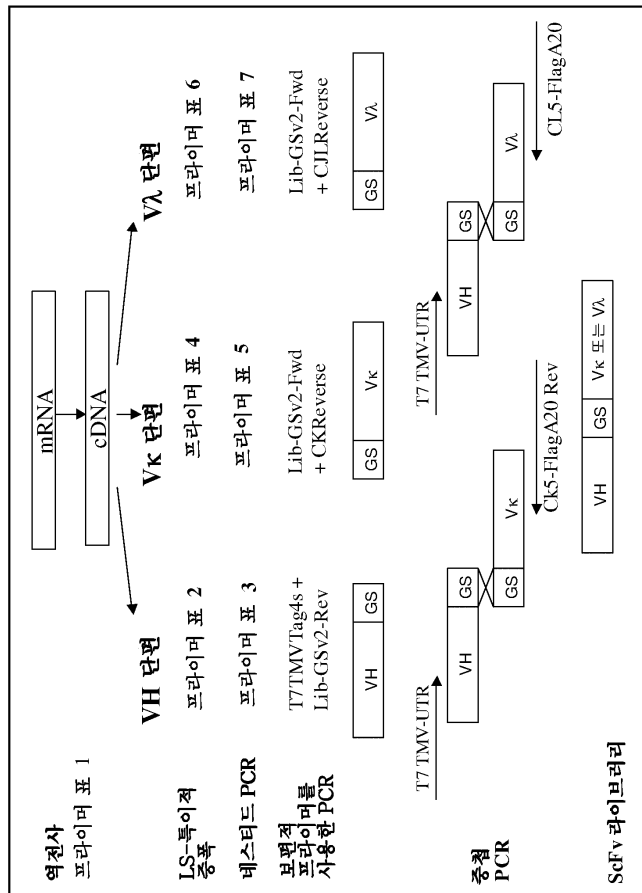 역전사
프라이머 표 1
mRNA
cDNA
VH 단편
Vκ 단편
Vλ 단편
LS-특이적
증폭
프라이머 표 2
프라이머 표 4
프라이머 표 6
네스티드 PCR
프라이머 표 3
프라이머 표 5
프라이머 표 7
보편적
프라이머를
사용한 PCR
T7TMVTag4s +
Lib-GSv2-Rev
Lib-GSv2-Fwd
+ CKReverse
Lib-GSv2-Fwd
+ CJLReverse
VH GS
GS Vκ
GS Vλ
중첩
PCR
T7 TMV-UTR
VH GS
GS Vκ
Ck5-FlagA20 Rev
T7 TMV-UTR
VH GS
GS Vλ
CL5-FlagA20
ScFv 라이브러리
VH GS Vκ 또는 Vλ